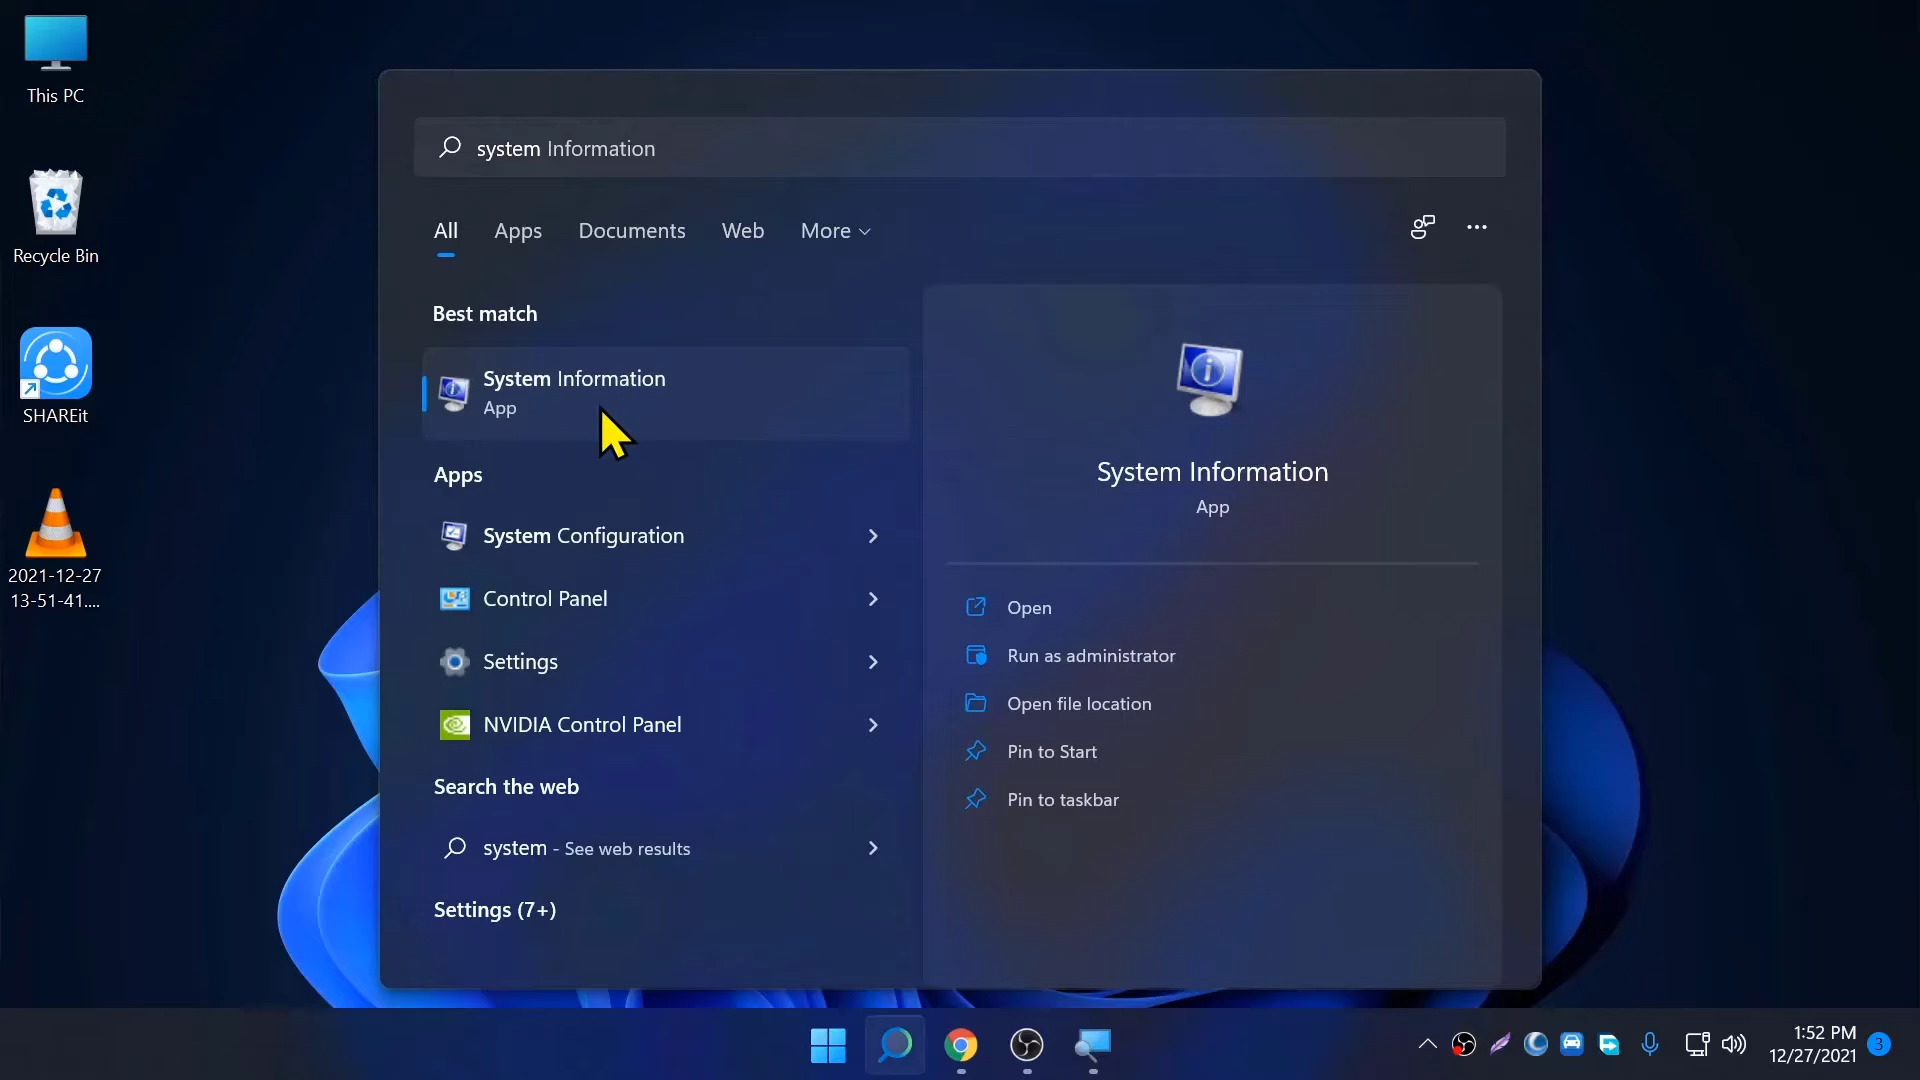 This PC
Recycle Bin
SHAREit
2021-12-27
13-51-41....
system Information
All Apps Documents Web More
Best match
System Information
App
Apps
System Configuration
Control Panel
Settings
NVIDIA Control Panel
Search the web
system - See web results
Settings (7+)
System Information
App
Open
Run as administrator
Open file location
Pin to Start
Pin to taskbar
1:52 PM
12/27/2021
3